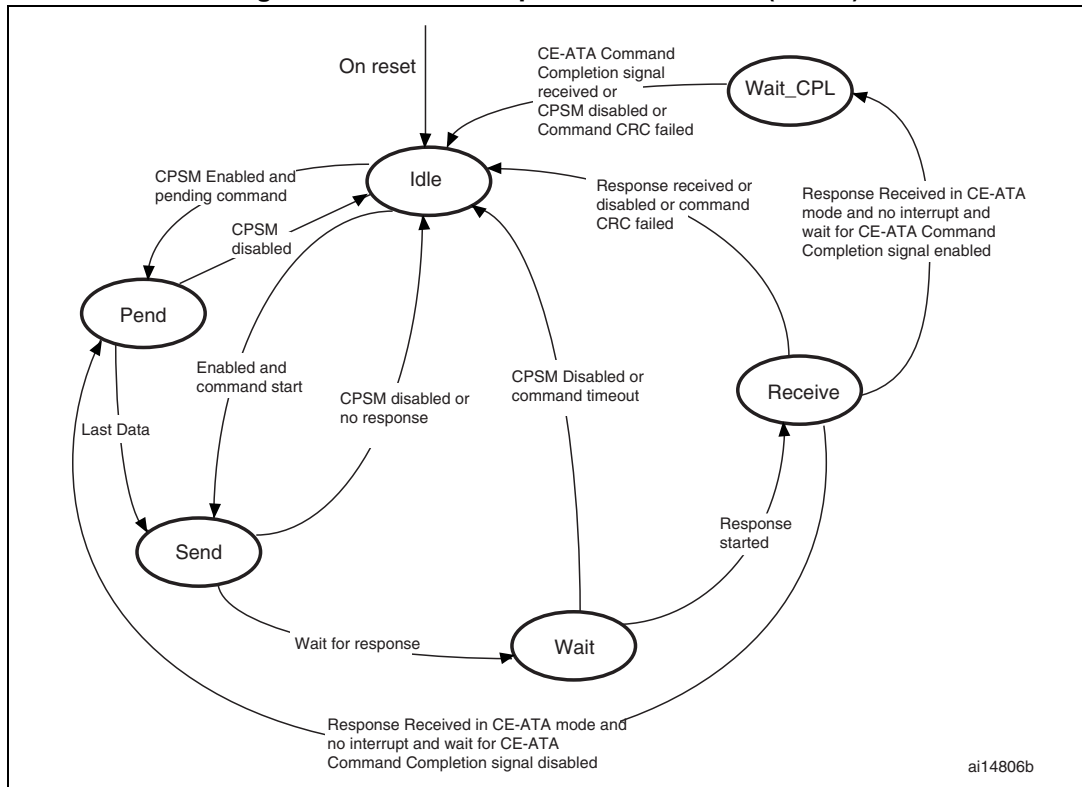 On reset
CE-ATA Command
Completion signal
received or
CPSM disabled or
Command CRC failed
Wait_CPL
Idle
CPSM Enabled and
pending command
CPSM
disabled
Response received or
disabled or command
CRC failed
Response Received in CE-ATA
mode and no interrupt and
wait for CE-ATA Command
Completion signal enabled
Pend
Enabled and
command start
CPSM disabled or
no response
CPSM Disabled or
command timeout
Receive
Last Data
Send
Response
started
Wait for response
Wait
Response Received in CE-ATA mode and
no interrupt and wait for CE-ATA
Command Completion signal disabled
ai14806b